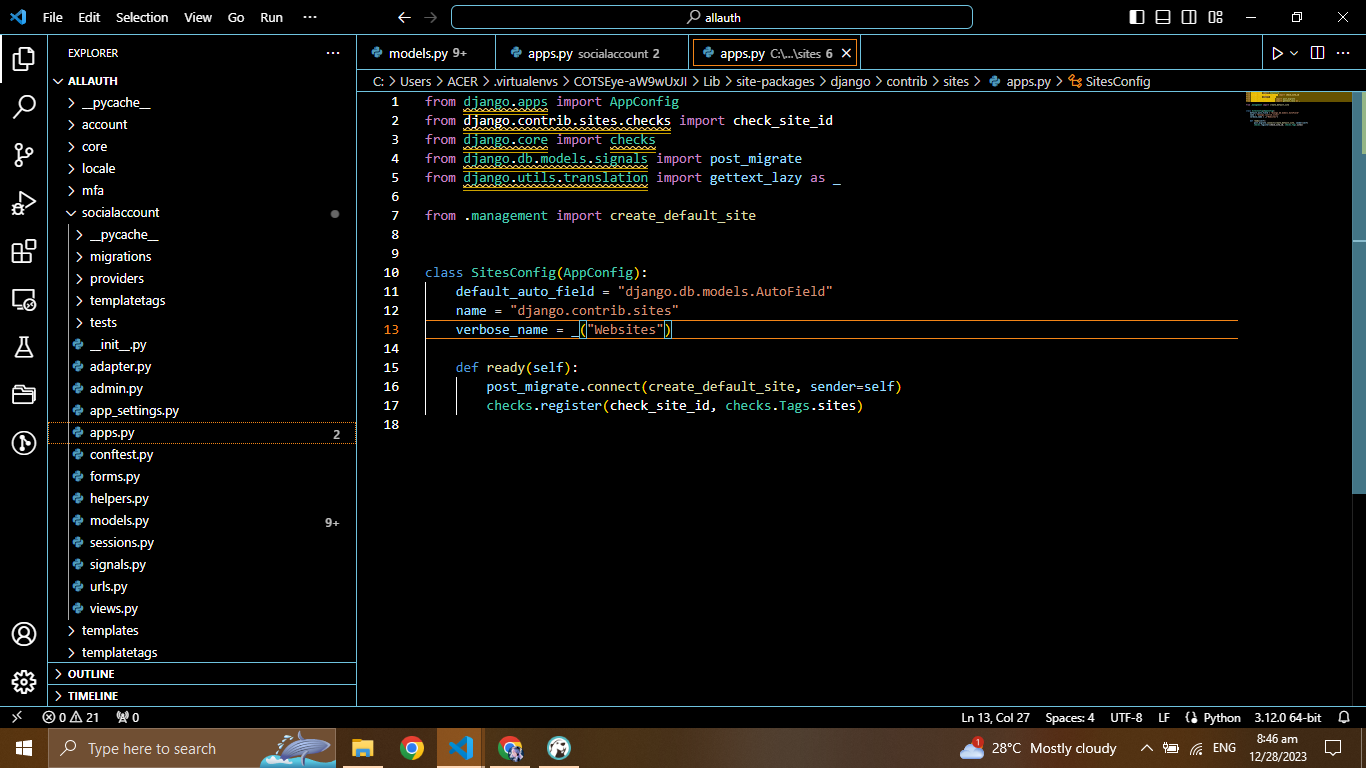 File Edit Selection View Go Run ···
allauth
EXPLORER ···
ALLAUTH
__pycache__
account
core
locale
mfa
socialaccount
__pycache__
migrations
providers
templatetags
tests
__init__.py
adapter.py
admin.py
app_settings.py
apps.py 2
conftest.py
forms.py
helpers.py
models.py 9+
sessions.py
signals.py
urls.py
views.py
templates
templatetags
OUTLINE
TIMELINE
models.py 9+ apps.py socialaccount 2 apps.py C:\...\sites 6
C: > Users > ACER > .virtualenvs > COTSEye-aW9wUxJI > Lib > site-packages > django > contrib > sites > apps.py > SitesConfig
1 from django.apps import AppConfig
2 from django.contrib.sites.checks import check_site_id
3 from django.core import checks
4 from django.db.models.signals import post_migrate
5 from django.utils.translation import gettext_lazy as _
6
7 from .management import create_default_site
8
9
10 class SitesConfig(AppConfig):
11 default_auto_field = "django.db.models.AutoField"
12 name = "django.contrib.sites"
13 verbose_name = _("Websites")
14
15 def ready(self):
16 post_migrate.connect(create_default_site, sender=self)
17 checks.register(check_site_id, checks.Tags.sites)
18
0 21 0 Ln 13, Col 27 Spaces: 4 UTF-8 LF Python 3.12.0 64-bit
Type here to search
1 28°C Mostly cloudy ENG
8:46 am
12/28/2023